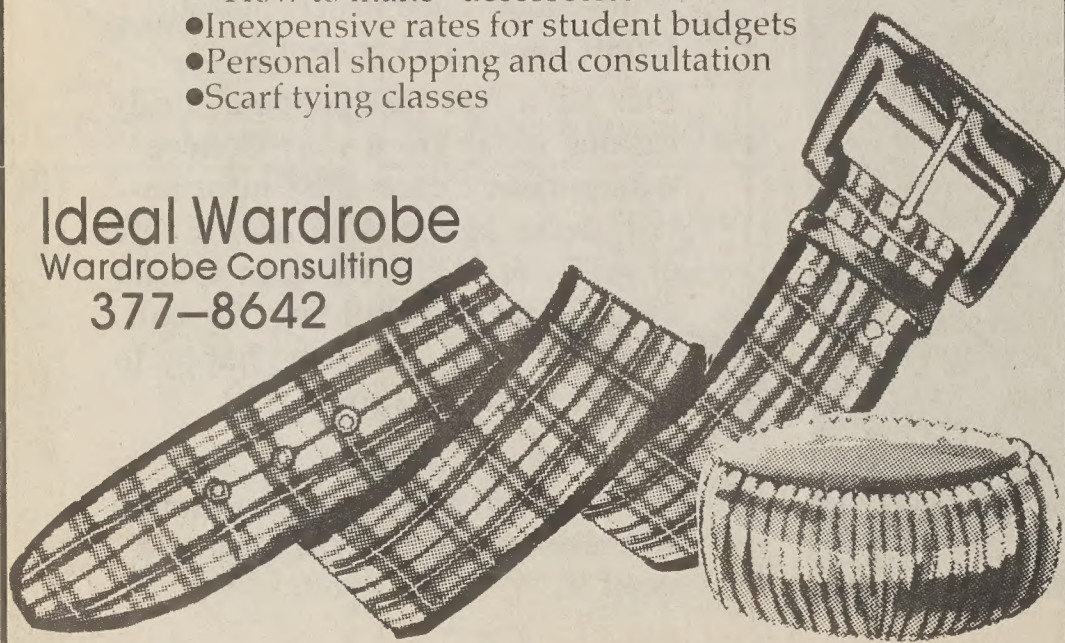 ●Inexpensive rates for student budgets
●Personal shopping and consultation
●Scarf tying classes
Ideal Wardrobe
Wardrobe Consulting
377–8642